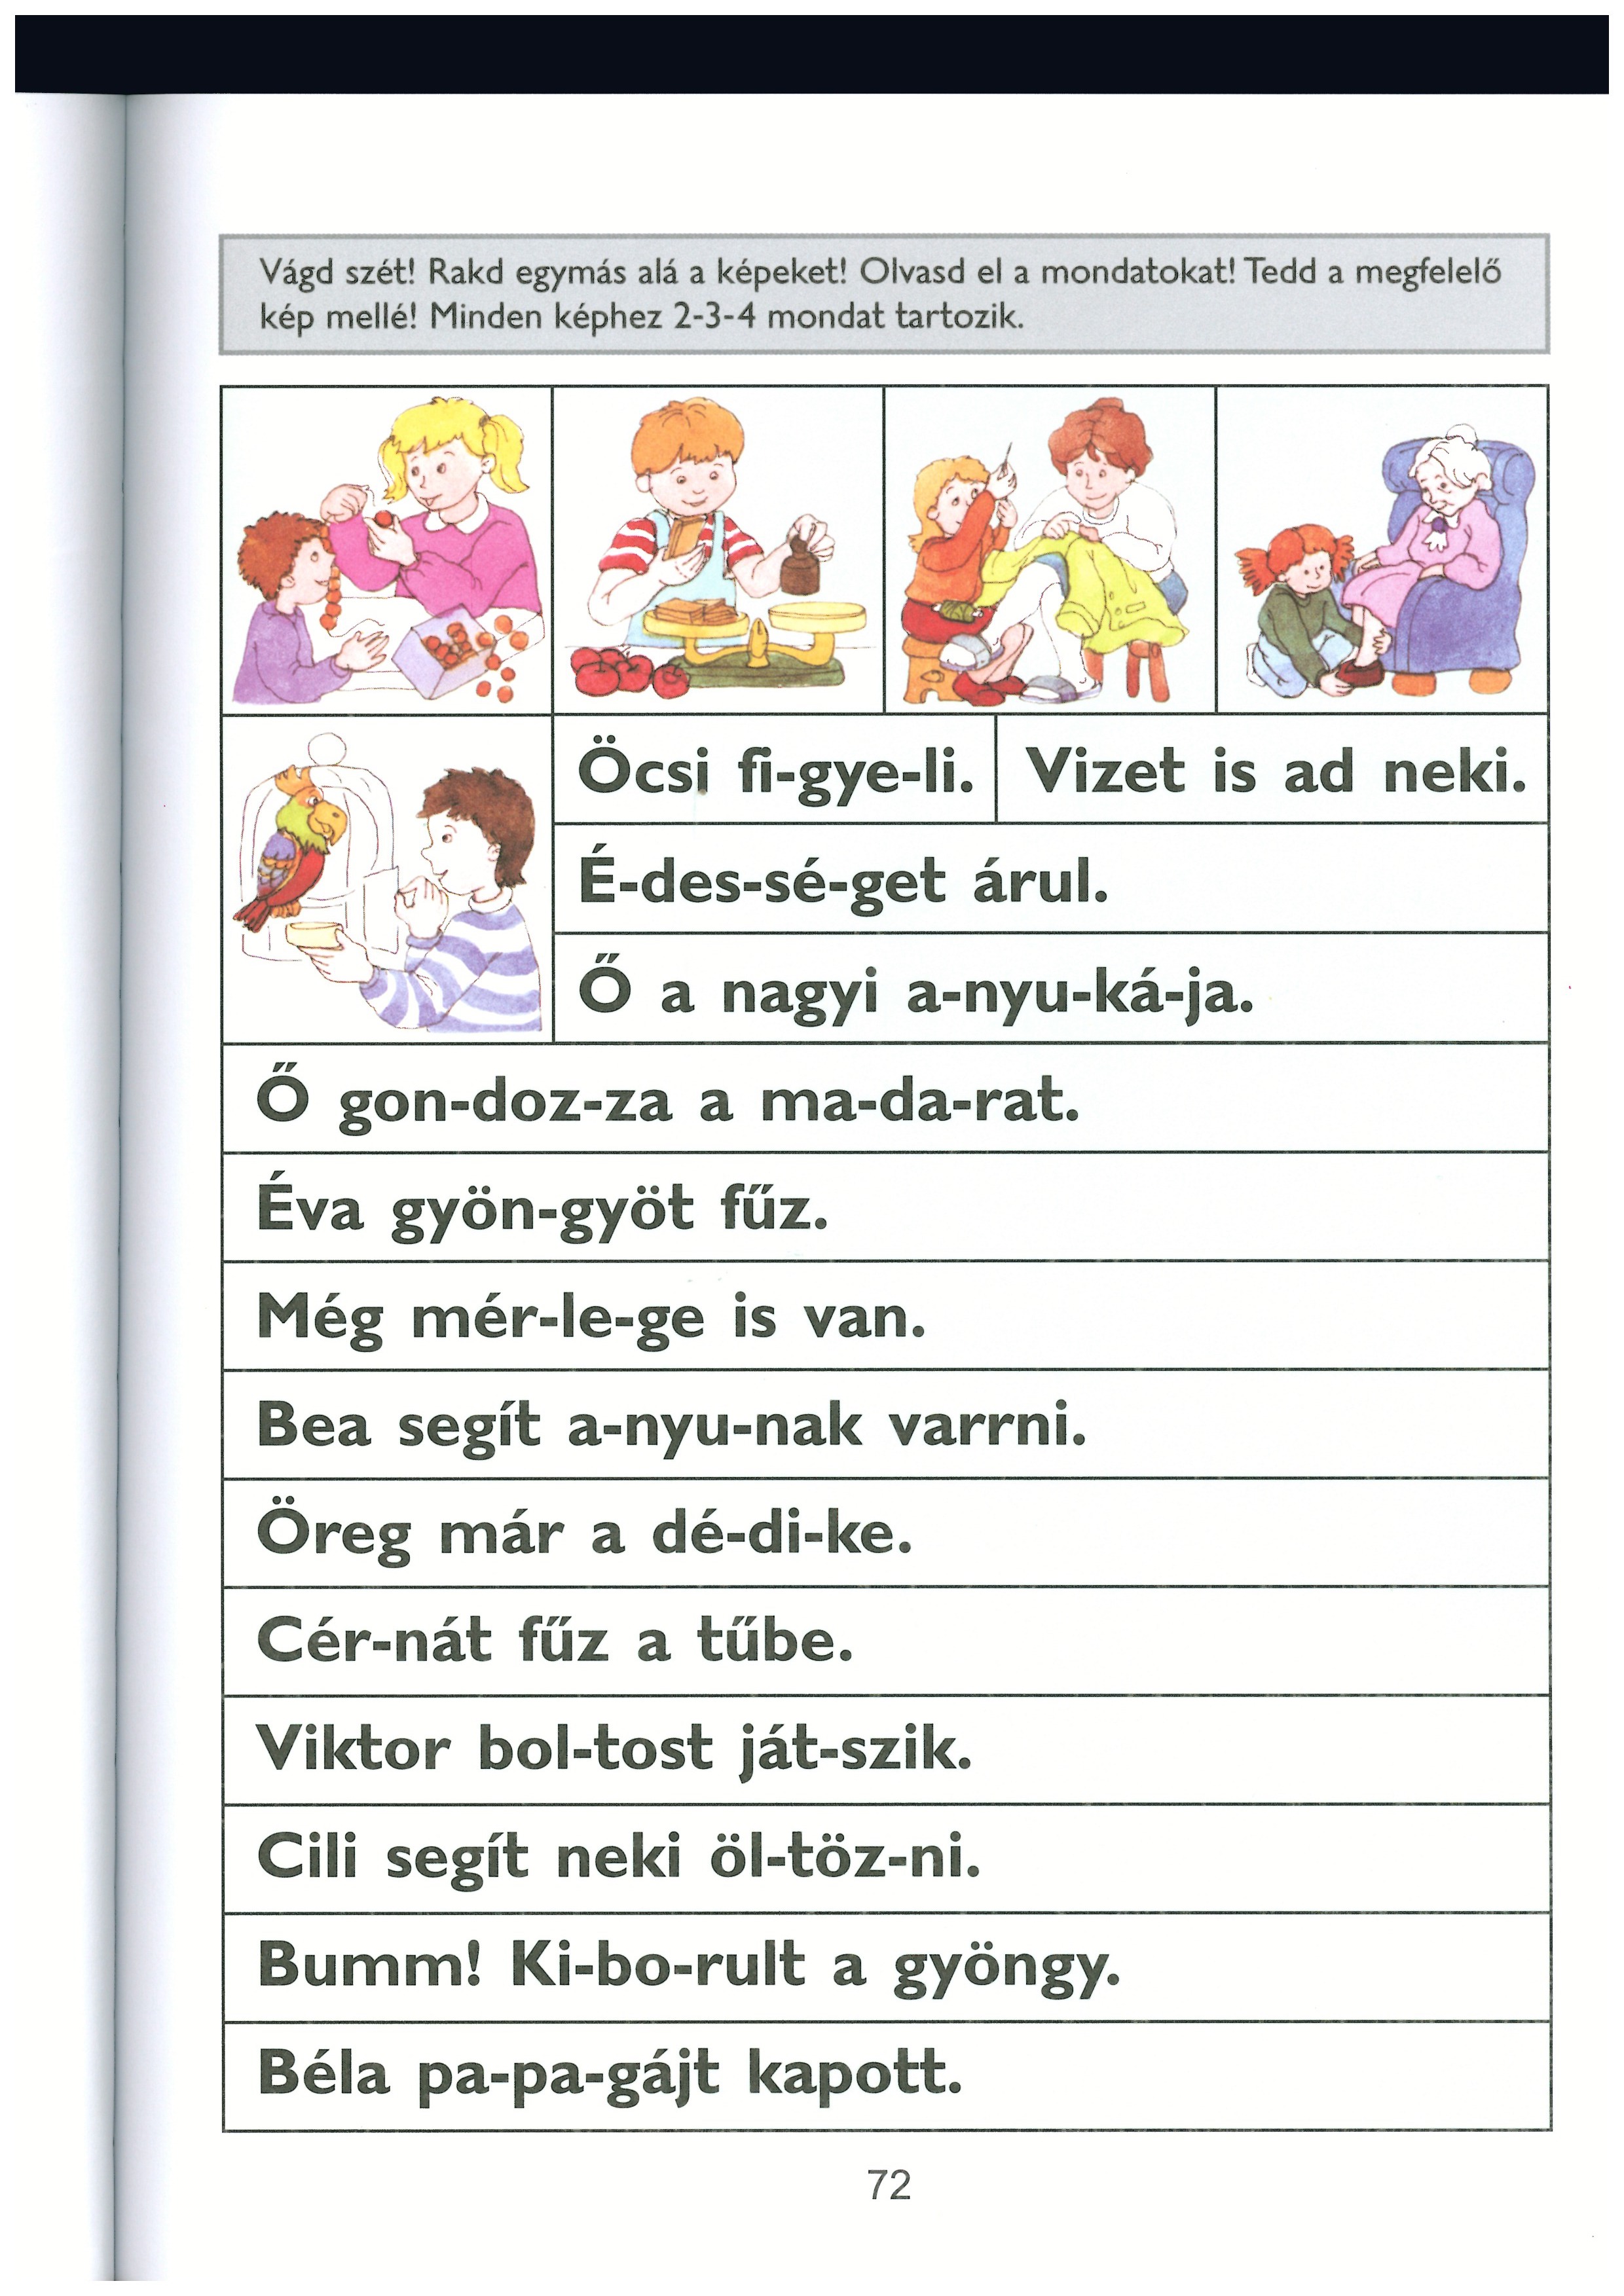 Vágd szét! Rakd egymás alá a képeket! Olvasd el a mondatokat! Tedd a megfelelő
kép mellé! Minden képhez 2-3-4 mondat tartozik.
Öcsi fi-gye-li.
Vizet is ad neki.
É-des-sé-get árul.
Ő a nagyi a-nyu-ká-ja.
Ő gon-doz-za a ma-da-rat.
Éva gyön-gyöt fűz.
Még mér-le-ge is van.
Bea segít a-nyu-nak varrni.
Öreg már a dé-di-ke.
Cér-nát fűz a tűbe.
Viktor bol-tost ját-szik.
Cili segít neki öl-töz-ni.
Bumm! Ki-bo-rult a gyöngy.
Béla pa-pa-gájt kapott.
72